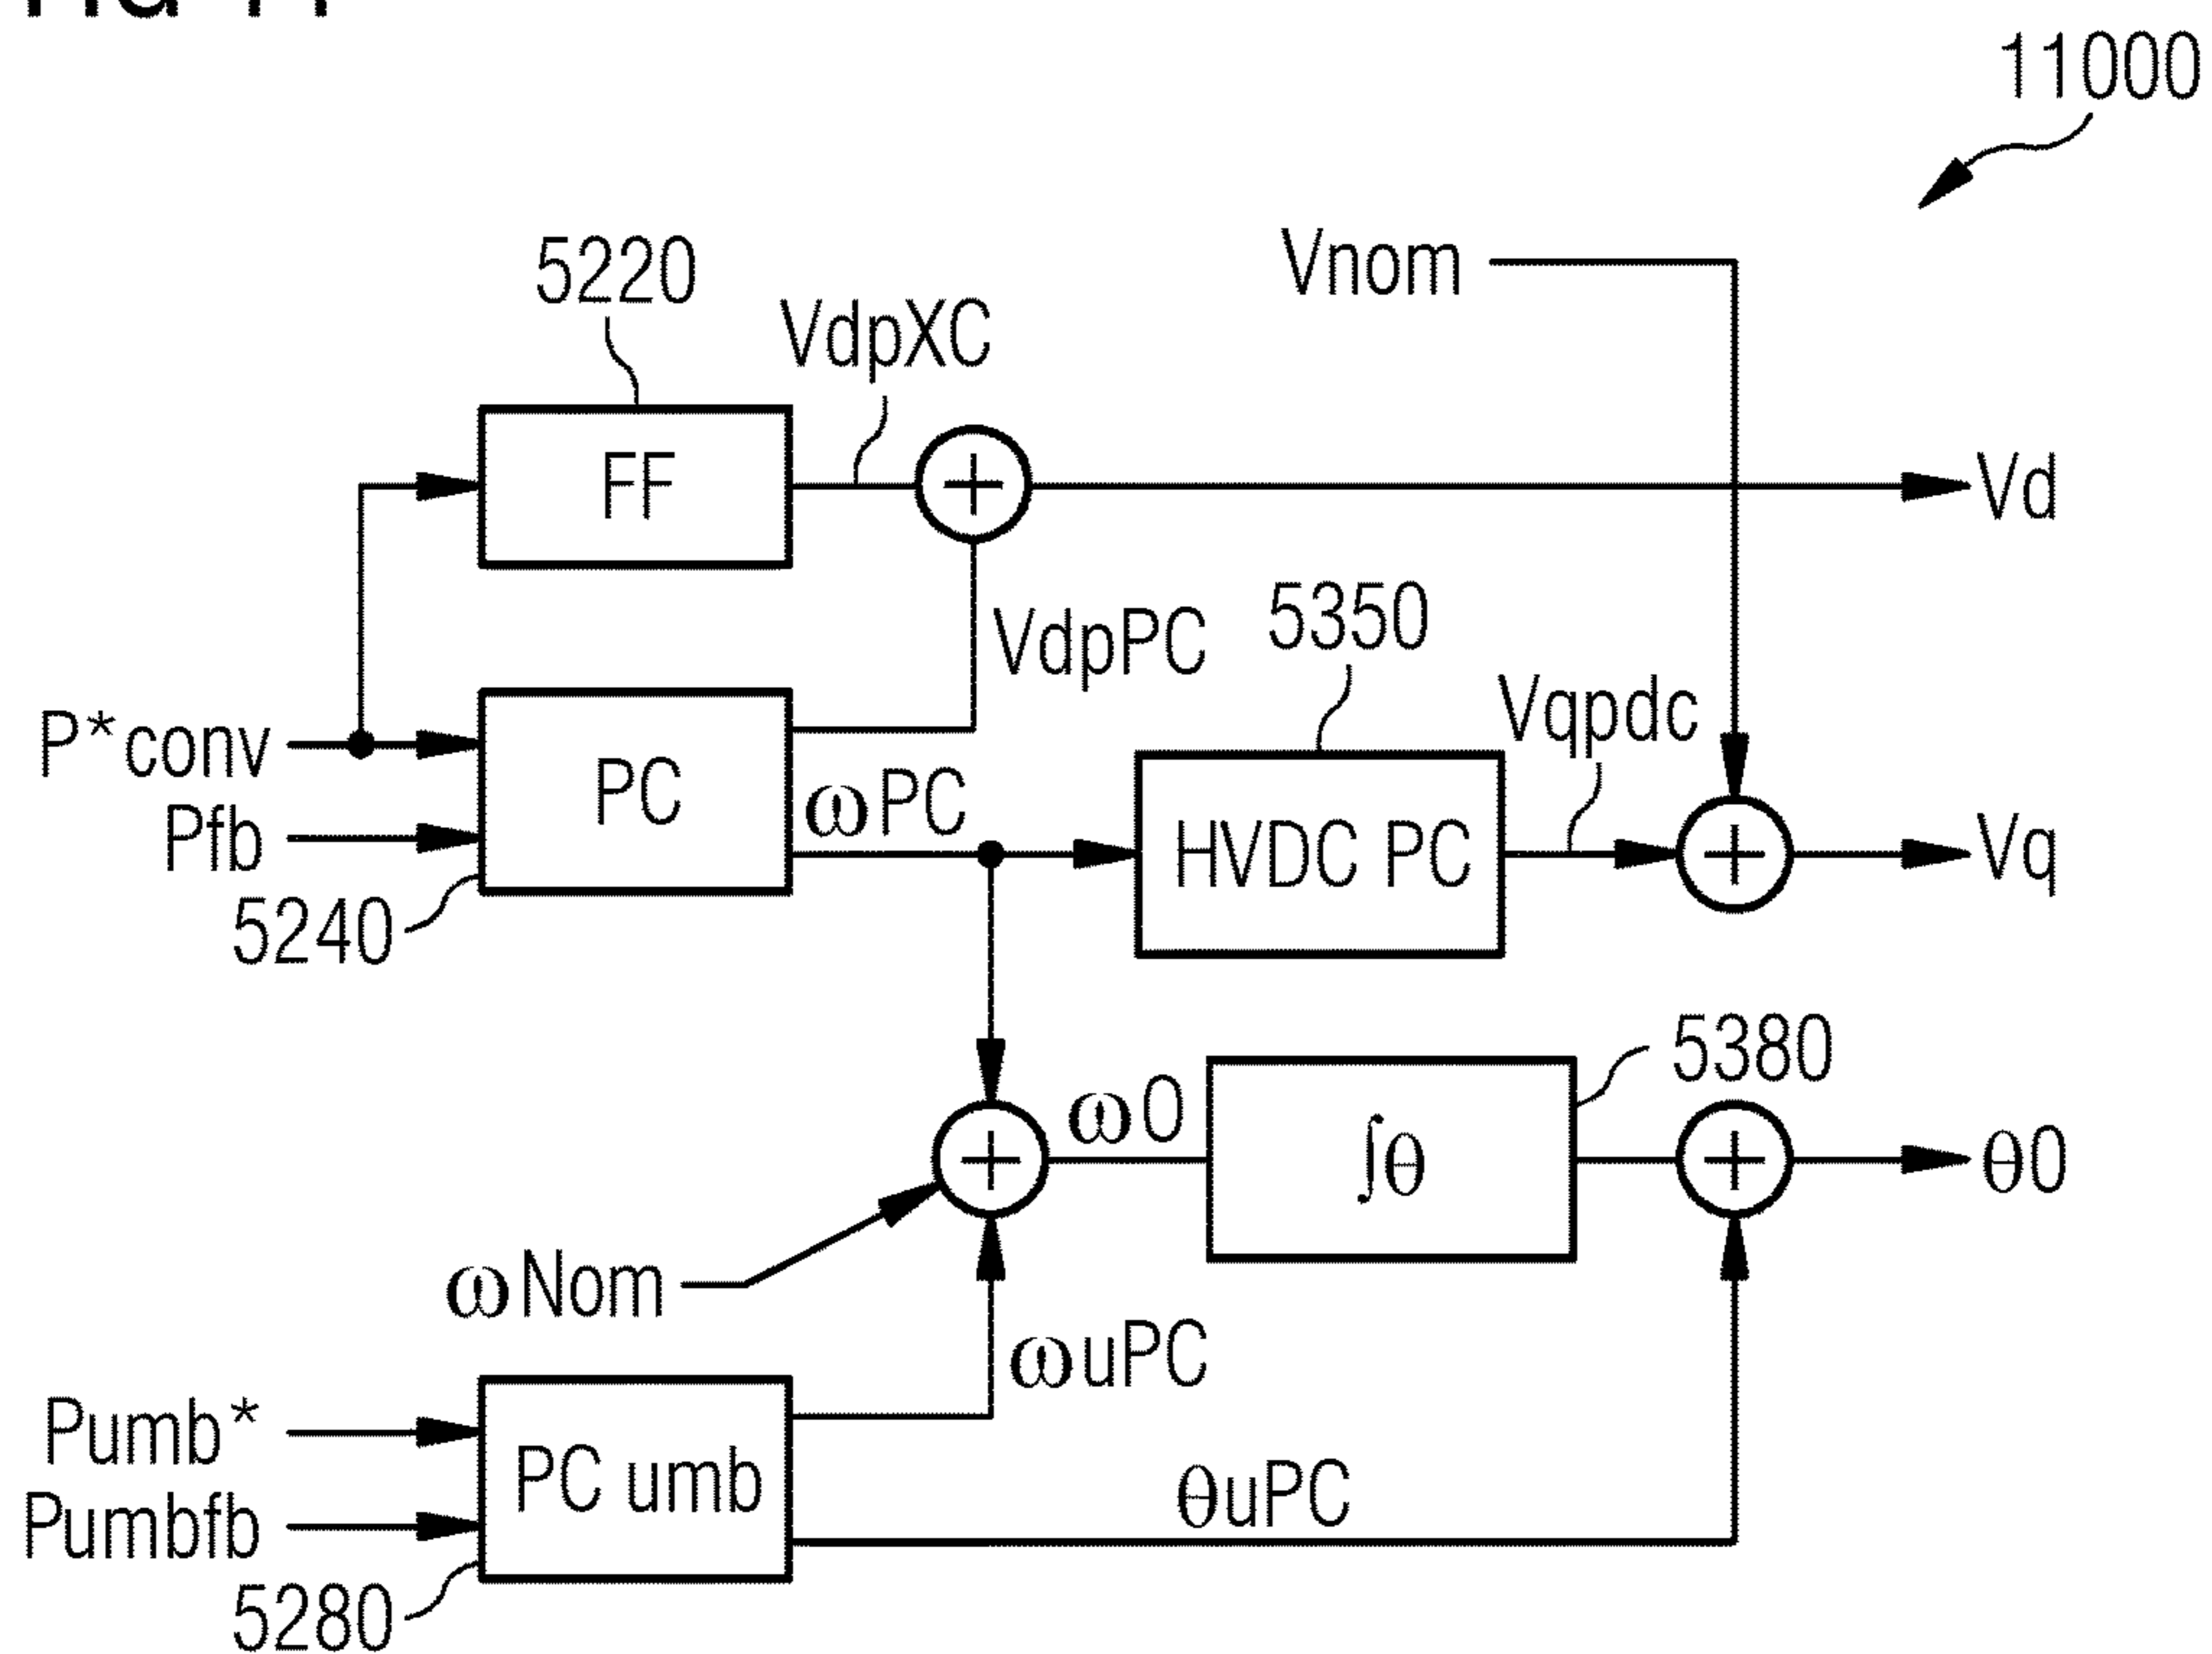 11000
Vnom
5220
VdpXC
FF
Vd
VdpPC
5350
Vqpdc
P*conv
Pfb
PC
ωPC
5240
HVDC PC
Vq
5380
ω0
∫θ
θ0
ωNom
ωuPC
Pumb*
Pumbfb
PC umb
θuPC
5280